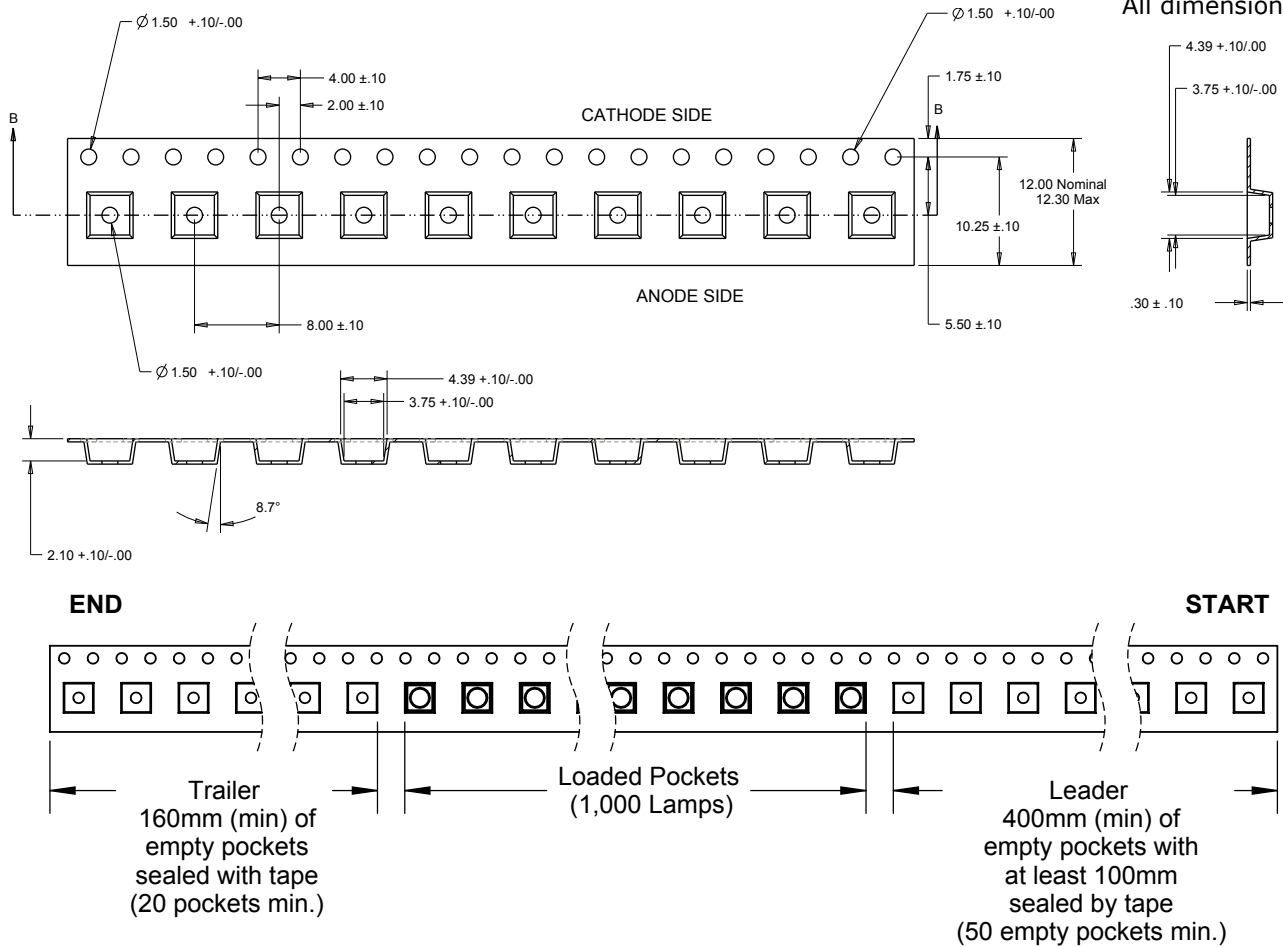 All dimension
Ø 1.50 +.10/-.00
Ø 1.50 +.10/-00
4.39 +.10/.00
4.00 ±.10
1.75 ±.10
3.75 +.10/-.00
2.00 ±.10
B
B
CATHODE SIDE
12.00 Nominal
12.30 Max
10.25 ±.10
ANODE SIDE
.30 ± .10
8.00 ±.10
5.50 ±.10
Ø 1.50 +.10/-.00
4.39 +.10/-.00
3.75 +.10/-.00
8.7°
2.10 +.10/-.00
END
START
Trailer
160mm (min) of
empty pockets
sealed with tape
(20 pockets min.)
Loaded Pockets
(1,000 Lamps)
Leader
400mm (min) of
empty pockets with
at least 100mm
sealed by tape
(50 empty pockets min.)